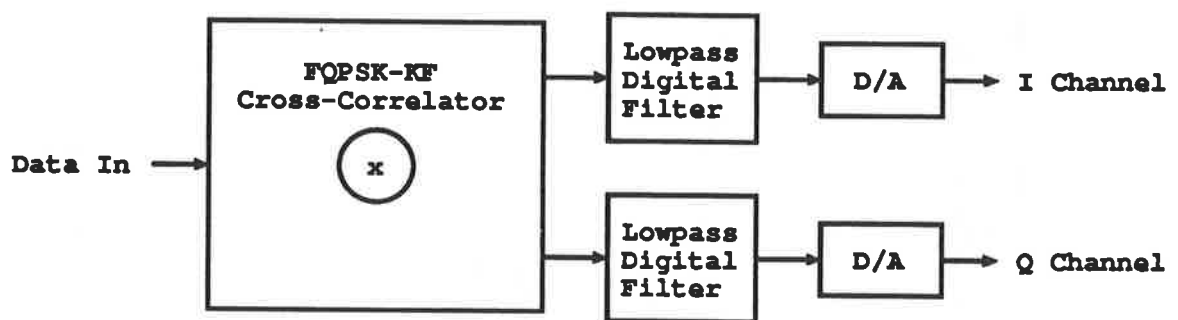 FQPSK-KF
Cross-Correlator
x
Data In
Lowpass
Digital
Filter
D/A
I Channel
Lowpass
Digital
Filter
D/A
Q Channel